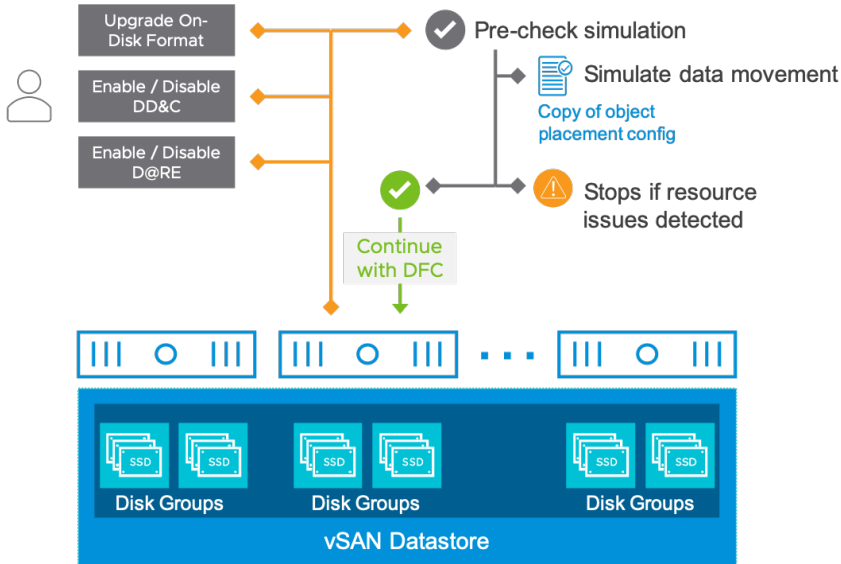 Upgrade On-
Disk Format
Enable / Disable
DD&C
Enable / Disable
D@RE
Pre-check simulation
Simulate data movement
Copy of object
placement config
Stops if resource
issues detected
Continue
with DFC
SSD
SSD
SSD
SSD
SSD
SSD
Disk Groups
Disk Groups
Disk Groups
vSAN Datastore